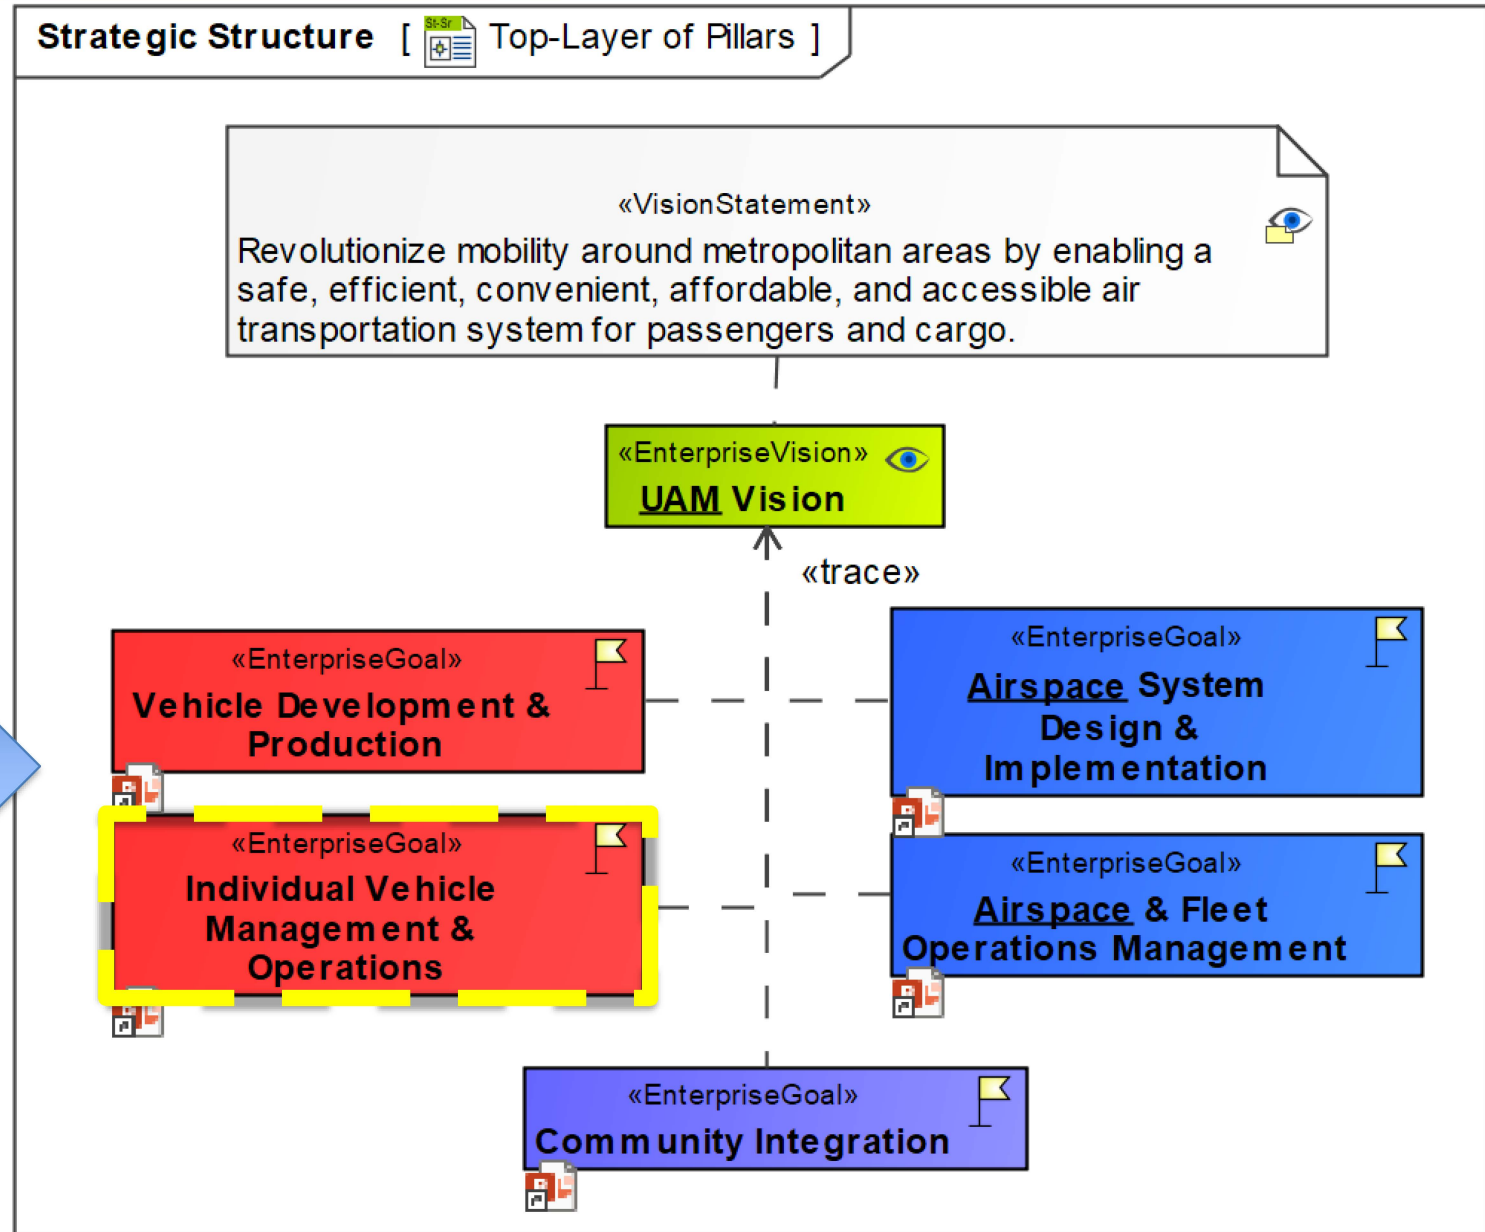 Strategic Structure [ St-Sr Top-Layer of Pillars ]
«VisionStatement»
Revolutionize mobility around metropolitan areas by enabling a
safe, efficient, convenient, affordable, and accessible air
transportation system for passengers and cargo.
«EnterpriseVision»
UAM Vision
«trace»
«EnterpriseGoal»
Vehicle Development &
Production
«EnterpriseGoal»
Airspace System
Design &
Implementation
«EnterpriseGoal»
Individual Vehicle
Management &
Operations
«EnterpriseGoal»
Airspace & Fleet
Operations Management
«EnterpriseGoal»
Community Integration